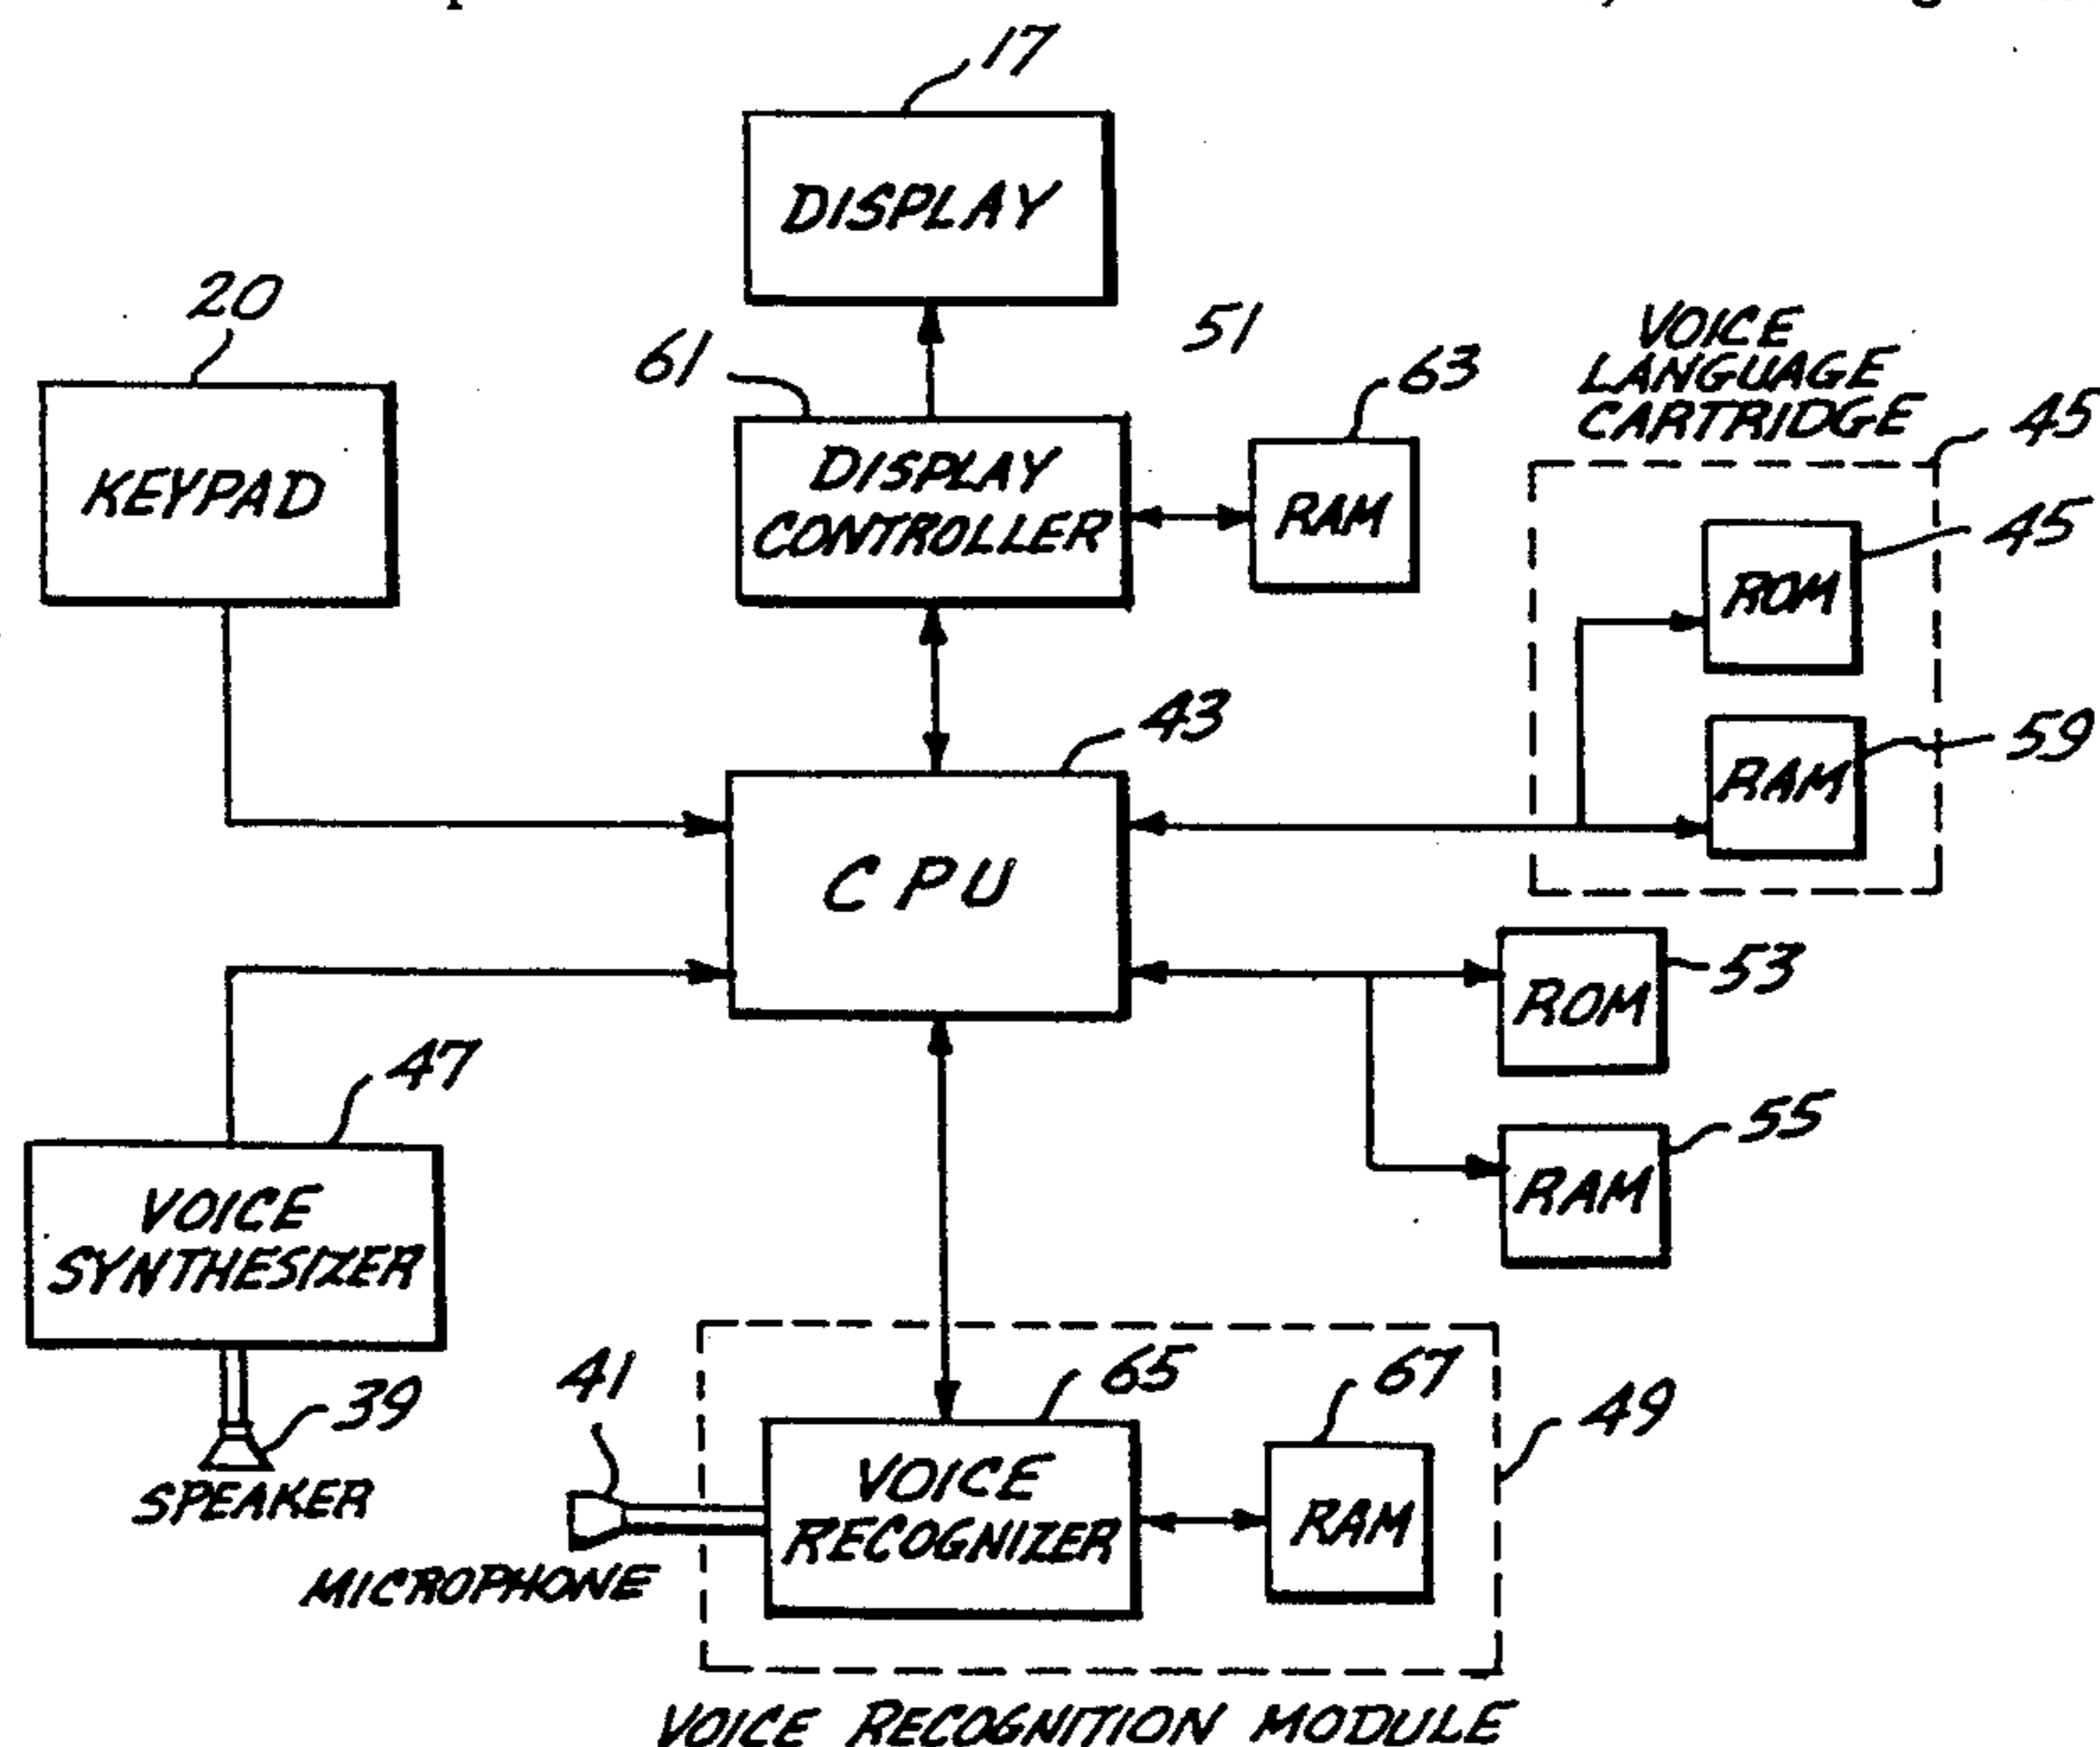 17
DISPLAY
20
61
51
63
VOICE
LANGUAGE
CARTRIDGE
45
KEYPAD
DISPLAY
CONTROLLER
RAM
45
ROM
43
59
RAM
CPU
53
ROM
47
55
RAM
VOICE
SYNTHESIZER
39
SPEAKER
41
65
67
49
VOICE
RECOGNIZER
RAM
MICROPHONE
VOICE RECOGNITION MODULE